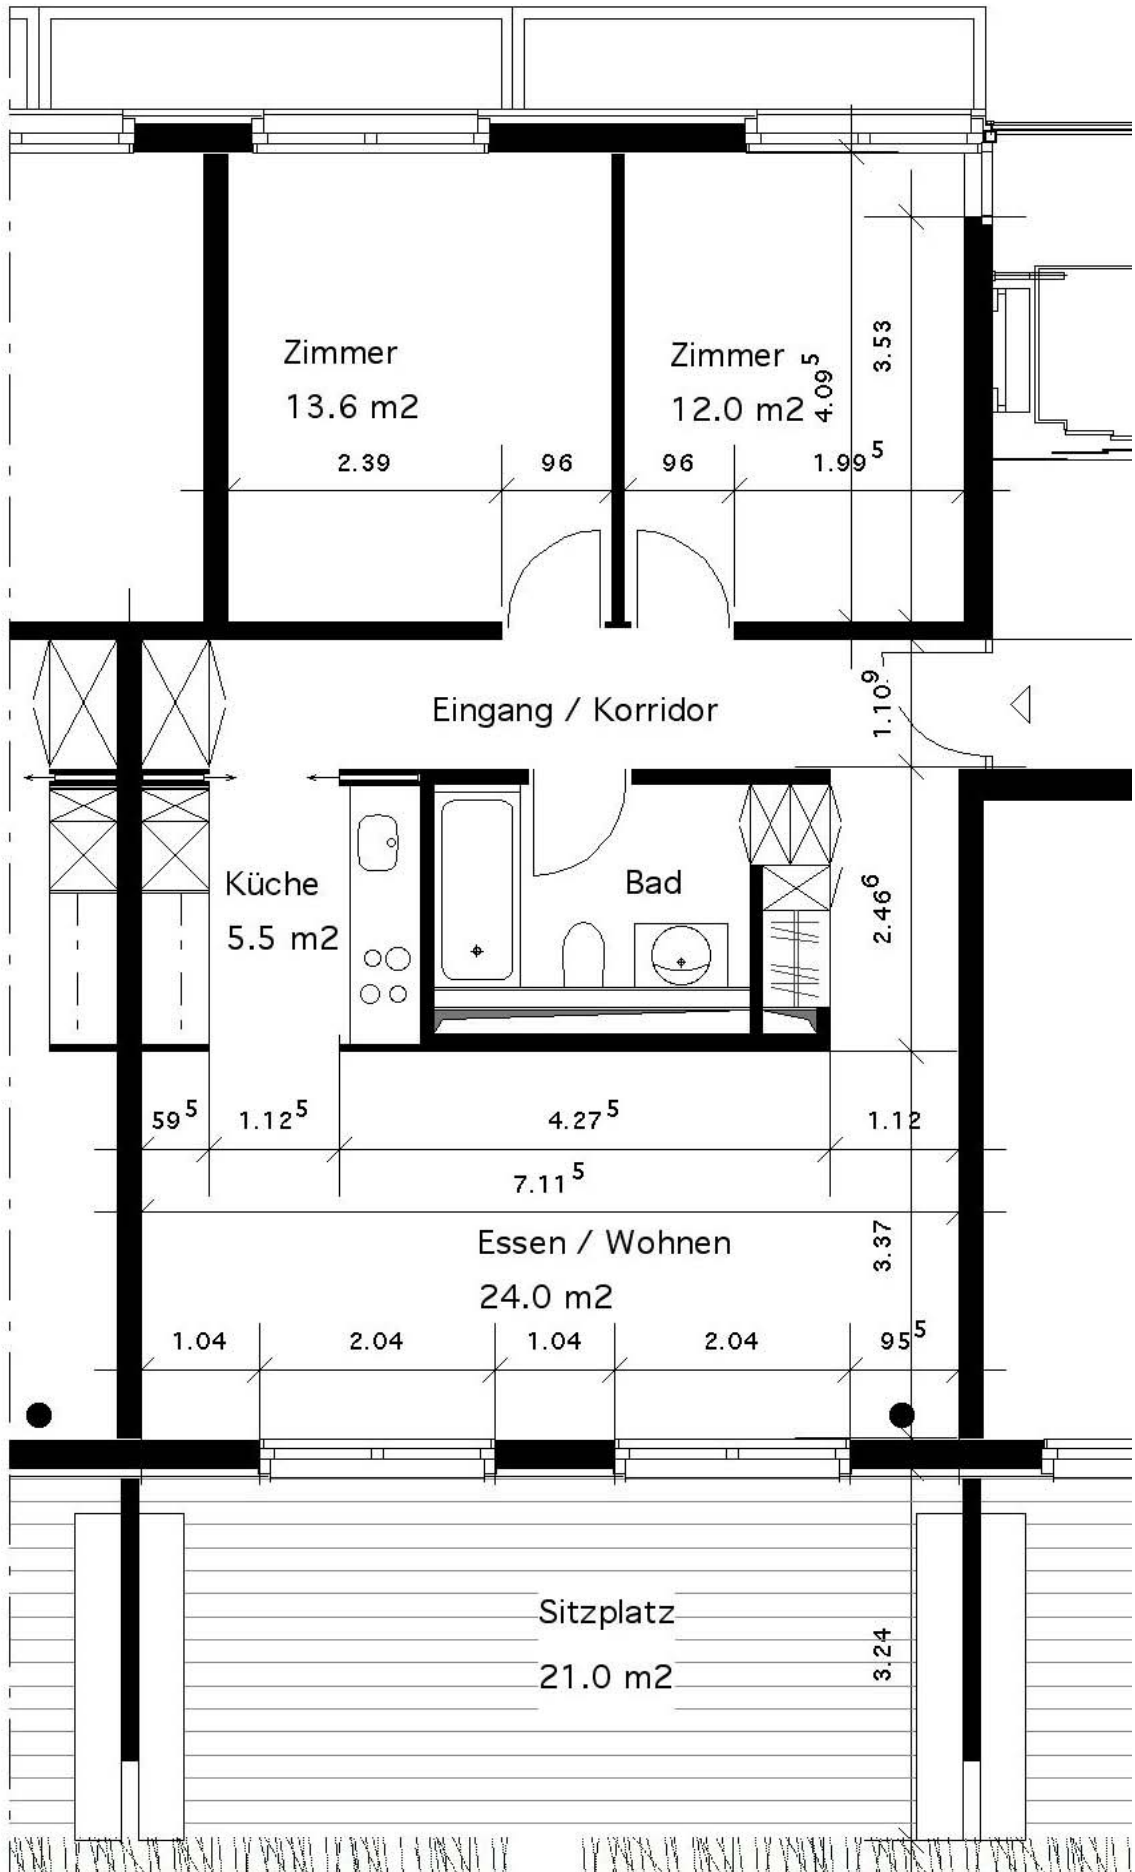 Zimmer
13.6 m2
Zimmer
12.0 m2
4.09⁵
3.53
2.39
96
96
1.99⁵
Eingang / Korridor
1.10⁹
Küche
5.5 m2
Bad
2.46⁶
59⁵
1.12⁵
4.27⁵
1.12
7.11⁵
Essen / Wohnen
24.0 m2
3.37
1.04
2.04
1.04
2.04
95⁵
Sitzplatz
21.0 m2
3.24